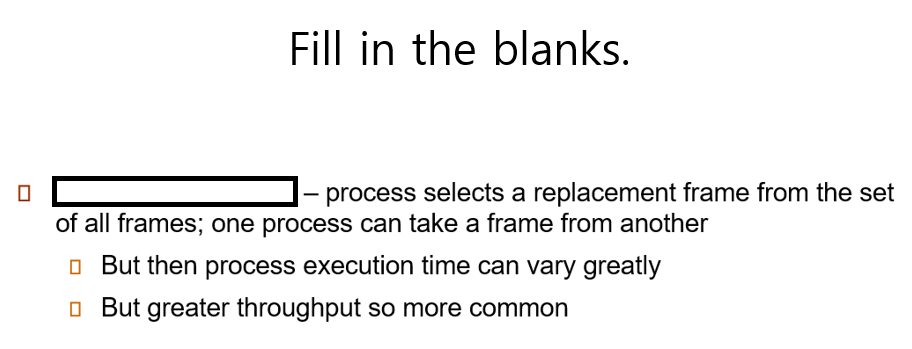 Fill in the blanks.
– process selects a replacement frame from the set
of all frames; one process can take a frame from another
But then process execution time can vary greatly
But greater throughput so more common